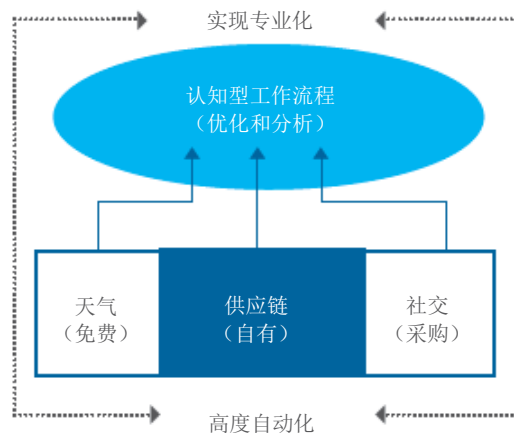 实现专业化
认知型工作流程
（优化和分析）
天气
（免费）
供应链
（自有）
社交
（采购）
高度自动化